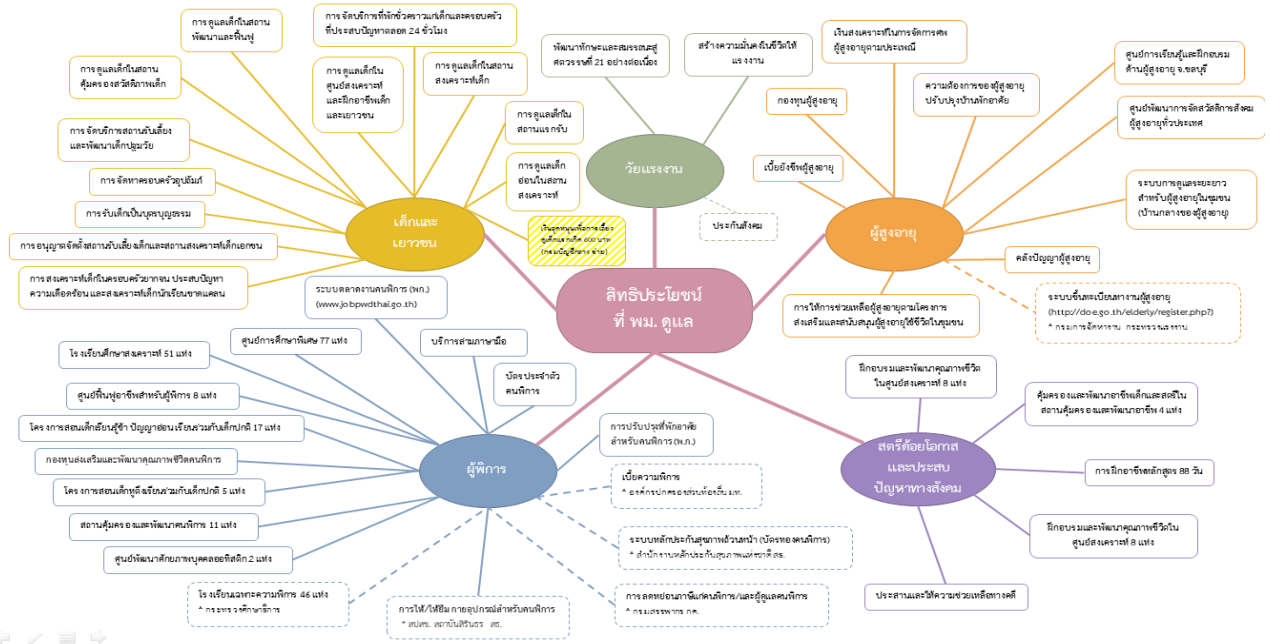 การดูแลเด็กในสถาน
พัฒนาและฟื้นฟู
การจัดบริการที่พักชั่วคราวแก่เด็กและครอบครัว
ที่ประสบปัญหาตลอด 24 ชั่วโมง
การดูแลเด็กในสถาน
คุ้มครองสวัสดิภาพเด็ก
การดูแลเด็กใน
ศูนย์สงเคราะห์
และฝึกอาชีพเด็ก
และเยาวชน
การดูแลเด็กในสถาน
สงเคราะห์เด็ก
การดูแลเด็กใน
สถานแรกรับ
การจัดบริการสถานรับเลี้ยง
และพัฒนาเด็กปฐมวัย
การดูแลเด็ก
อ่อนในสถาน
สงเคราะห์
การจัดหาครอบครัวอุปถัมภ์
การรับเด็กเป็นบุตรบุญธรรม
การอนุญาตจัดตั้งสถานรับเลี้ยงเด็กและสถานสงเคราะห์เด็กเอกชน
การสงเคราะห์เด็กในครอบครัวยากจน ประสบปัญหา
ความเดือดร้อน และสงเคราะห์เด็กนักเรียนขาดแคลน
เงินอุดหนุนเพื่อการเลี้ยง
ดูเด็กแรกเกิด 600 บาท
(กรมบัญชีกลาง จ่าย)
เด็กและ
เยาวชน
พัฒนาทักษะและสมรรถนะสู่
ศตวรรษที่ 21 อย่างต่อเนื่อง
สร้างความมั่นคงในชีวิตให้
แรงงาน
วัยแรงงาน
ประกันสังคม
เงินสงเคราะห์ในการจัดการศพ
ผู้สูงอายุตามประเพณี
กองทุนผู้สูงอายุ
ความต้องการของผู้สูงอายุ
ปรับปรุงบ้านพักอาศัย
ศูนย์การเรียนรู้และฝึกอบรม
ด้านผู้สูงอายุ จ.ชลบุรี
ศูนย์พัฒนาการจัดสวัสดิการสังคม
ผู้สูงอายุทั่วประเทศ
เบี้ยยังชีพผู้สูงอายุ
ระบบการดูแลระยะยาว
สำหรับผู้สูงอายุในชุมชน
(บ้านกลางของผู้สูงอายุ)
ผู้สูงอายุ
คลังปัญญาผู้สูงอายุ
ระบบขึ้นทะเบียนหางานผู้สูงอายุ
(http://doe.go.th/elderly/register.php?)
* กรมการจัดหางาน กระทรวงแรงงาน
การให้การช่วยเหลือผู้สูงอายุตามโครงการ
ส่งเสริมและสนับสนุนผู้สูงอายุใช้ชีวิตในชุมชน
สิทธิประโยชน์
ที่ พม. ดูแล
ระบบตลาดงานคนพิการ (พก.)
(www.jobpwdthai.go.th)
ศูนย์การศึกษาพิเศษ 77 แห่ง
บริการล่ามภาษามือ
โรงเรียนศึกษาสงเคราะห์ 51 แห่ง
บัตรประจำตัว
คนพิการ
ศูนย์ฟื้นฟูอาชีพสำหรับผู้พิการ 8 แห่ง
โครงการสอนเด็กเรียนรู้ช้า ปัญญาอ่อน เรียนร่วมกับเด็กปกติ 17 แห่ง
กองทุนส่งเสริมและพัฒนาคุณภาพชีวิตคนพิการ
โครงการสอนเด็กหูตึงเรียนร่วมกับเด็กปกติ 5 แห่ง
สถานคุ้มครองและพัฒนาคนพิการ 11 แห่ง
ศูนย์พัฒนาศักยภาพบุคคลออทิสติก 2 แห่ง
ผู้พิการ
การปรับปรุงที่พักอาศัย
สำหรับคนพิการ (พ.ก.)
เบี้ยความพิการ
* องค์กรปกครองส่วนท้องถิ่น มท.
ระบบหลักประกันสุขภาพถ้วนหน้า (บัตรทองคนพิการ)
* สำนักงานหลักประกันสุขภาพแห่งชาติ สธ.
การลดหย่อนภาษีแก่คนพิการ/และผู้ดูแลคนพิการ
* กรมสรรพากร กค.
โรงเรียนเฉพาะความพิการ 46 แห่ง
* กระทรวงศึกษาธิการ
การให้/ให้ยืม กายอุปกรณ์สำหรับคนพิการ
* สปสช. สถาบันสิรินธร สธ.
ฝึกอบรมและพัฒนาคุณภาพชีวิต
ในศูนย์สงเคราะห์ 8 แห่ง
คุ้มครองและพัฒนาอาชีพเด็กและสตรีใน
สถานคุ้มครองและพัฒนาอาชีพ 4 แห่ง
สตรีด้อยโอกาส
และประสบ
ปัญหาทางสังคม
การฝึกอาชีพหลักสูตร 88 วัน
ฝึกอบรมและพัฒนาคุณภาพชีวิตใน
ศูนย์สงเคราะห์ 8 แห่ง
ประสานและให้ความช่วยเหลือทางคดี